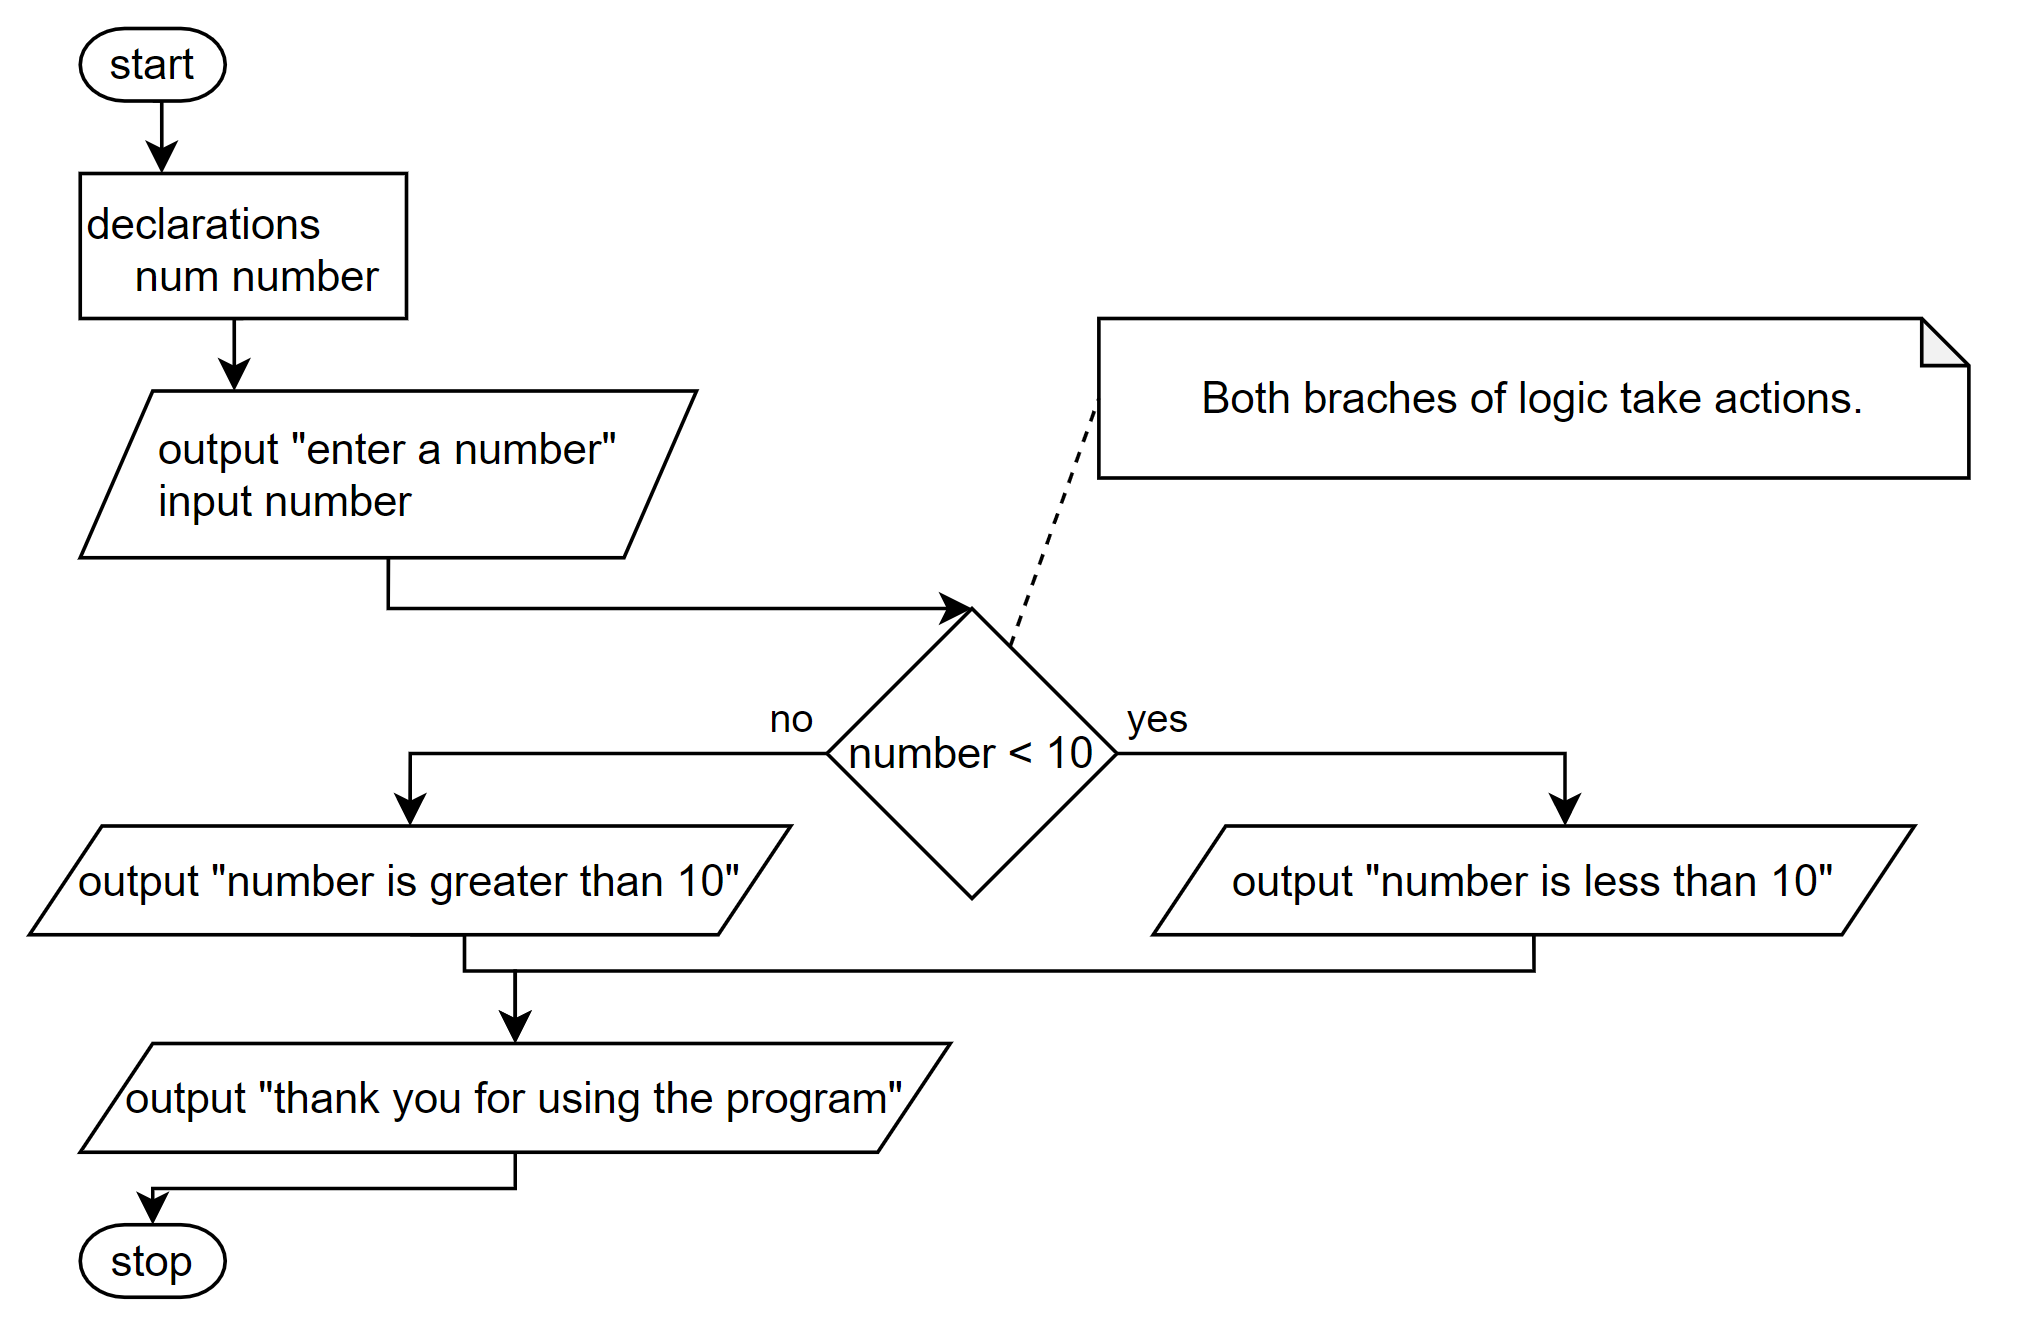 start
declarations
num number
output "enter a number"
input number
Both braches of logic take actions.
no
yes
number < 10
output "number is greater than 10"
output "number is less than 10"
output "thank you for using the program"
stop